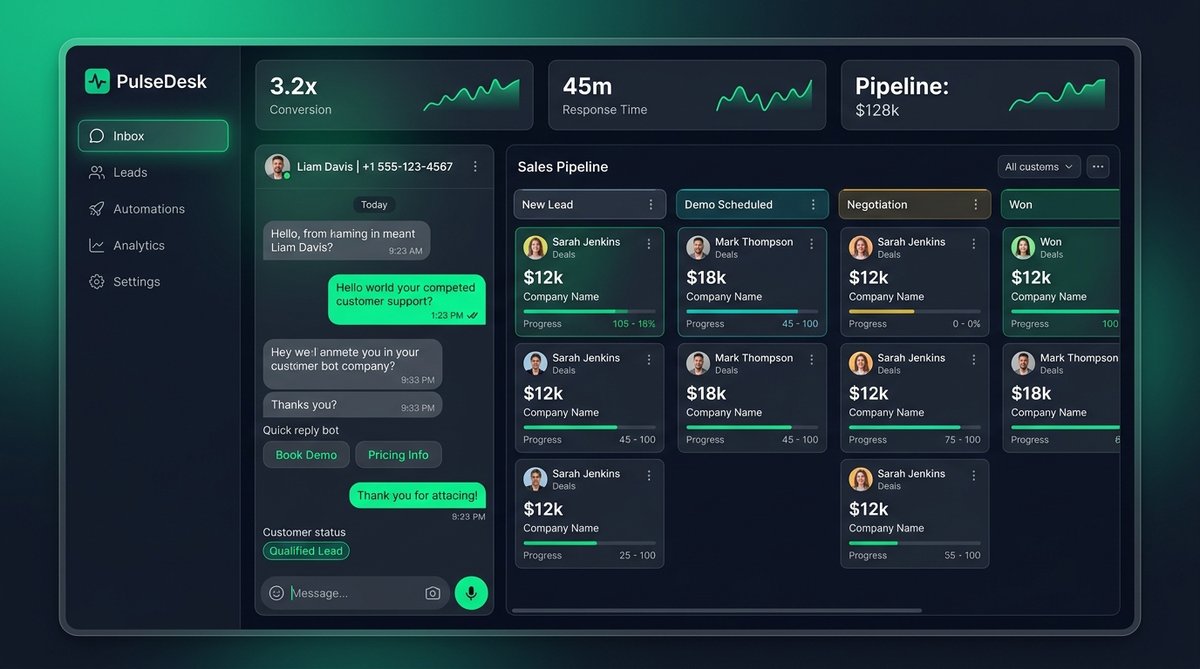 PulseDesk
Inbox
Leads
Automations
Analytics
Settings
3.2x
Conversion
45m
Response Time
Pipeline:
$128k
Liam Davis | +1 555-123-4567
Today
Hello, from haming in meant
Liam Davis?
9:23 AM
Hello world your competed
customer support?
1:23 PM
Hey we:l anmete you in your
custmer bot company?
9:33 PM
Thanks you?
9:33 PM
Quick reply bot
Book Demo
Pricing Info
Thank you for attacing!
9:23 PM
Customer status
Qualified Lead
Message...
Sales Pipeline
All customs
New Lead
Sarah Jenkins
Deals
$12k
Company Name
Progress 105 - 16%
Sarah Jenkins
Deals
$12k
Company Name
Progress 45 - 100
Sarah Jenkins
Deals
$12k
Company Name
Progress 25 - 100
Demo Scheduled
Mark Thompson
Deals
$18k
Company Name
Progress 45 - 100
Mark Thompson
Deals
$18k
Company Name
Progress 45 - 100
Negotiation
Sarah Jenkins
Deals
$12k
Company Name
Progress 0 - 0%
Sarah Jenkins
Deals
$12k
Company Name
Progress 75 - 100
Sarah Jenkins
Deals
$12k
Company Name
Progress 55 - 100
Won
Won
Deals
$12k
Company Name
Progress 100
Mark Thompson
Deals
$18k
Company Name
Progress